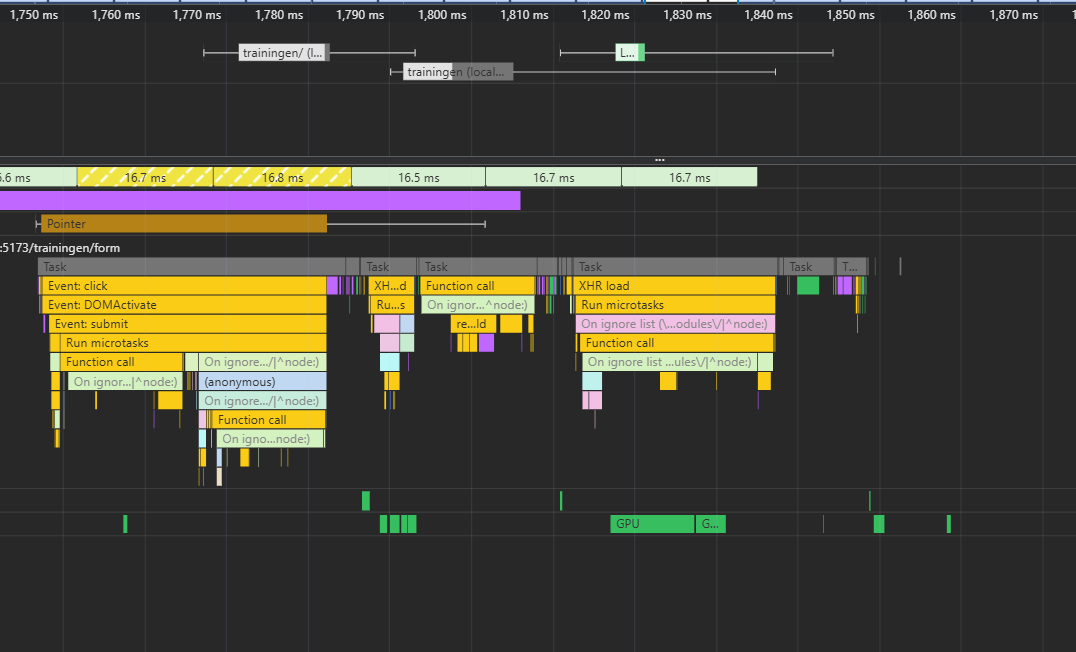 1,750 ms 1,760 ms 1,770 ms 1,780 ms 1,790 ms 1,800 ms 1,810 ms 1,820 ms 1,830 ms 1,840 ms 1,850 ms 1,860 ms 1,870 ms
trainingen/ (l... L...
trainingen (local...
...
.6 ms 16.7 ms 16.8 ms 16.5 ms 16.7 ms 16.7 ms
Pointer
:5173/trainingen/form
Task Task Task Task Task T...
Event: click XH...d Function call XHR load
Event: DOMActivate Ru...s On ignor...^node:) Run microtasks
Event: submit re...ld On ignore list (\...odules\/|^node:)
Run microtasks Function call
Function call On ignore.../|^node:) On ignore list ...ules\/|^node:)
On ignor...|^node:) (anonymous)
On ignore.../|^node:)
Function call
On igno...node:)
GPU G...